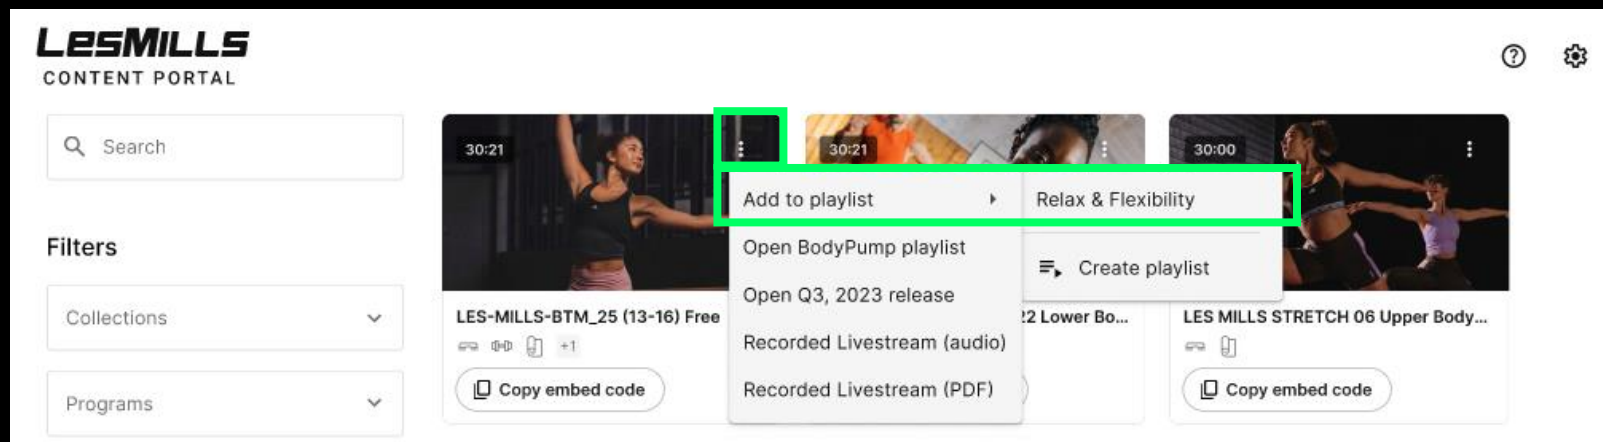 LESMILLS
CONTENT PORTAL
Search
Filters
Collections
Programs
30:21
30:21
30:00
Add to playlist
Open BodyPump playlist
Open Q3, 2023 release
Recorded Livestream (audio)
Recorded Livestream (PDF)
Relax & Flexibility
Create playlist
LES-MILLS-BTM_25 (13-16) Free
22 Lower Bo...
LES MILLS STRETCH 06 Upper Body...
+1
Copy embed code
Copy embed code